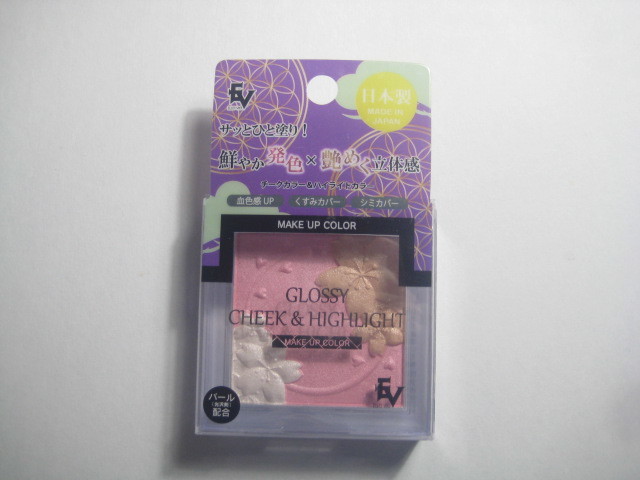 EV
日本製
MADE IN
JAPAN
サッとひと塗り!
鮮やか発色×艶めく立体感
チークカラー&ハイライトカラー
血色感UP
くすみカバー
シミカバー
MAKE UP COLOR
GLOSSY
CHEEK & HIGHLIGHT
MAKE UP COLOR
EV
パール
配合